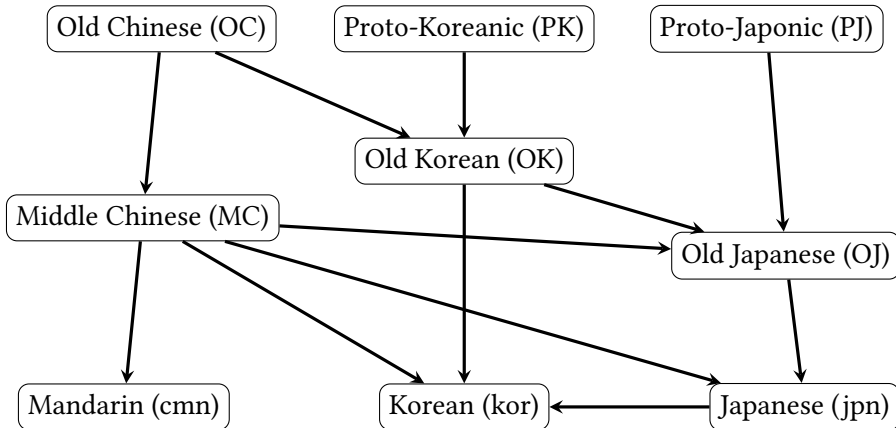 Old Chinese (OC)
Proto-Koreanic (PK)
Proto-Japonic (PJ)
Old Korean (OK)
Middle Chinese (MC)
Old Japanese (OJ)
Mandarin (cmn)
Korean (kor)
Japanese (jpn)